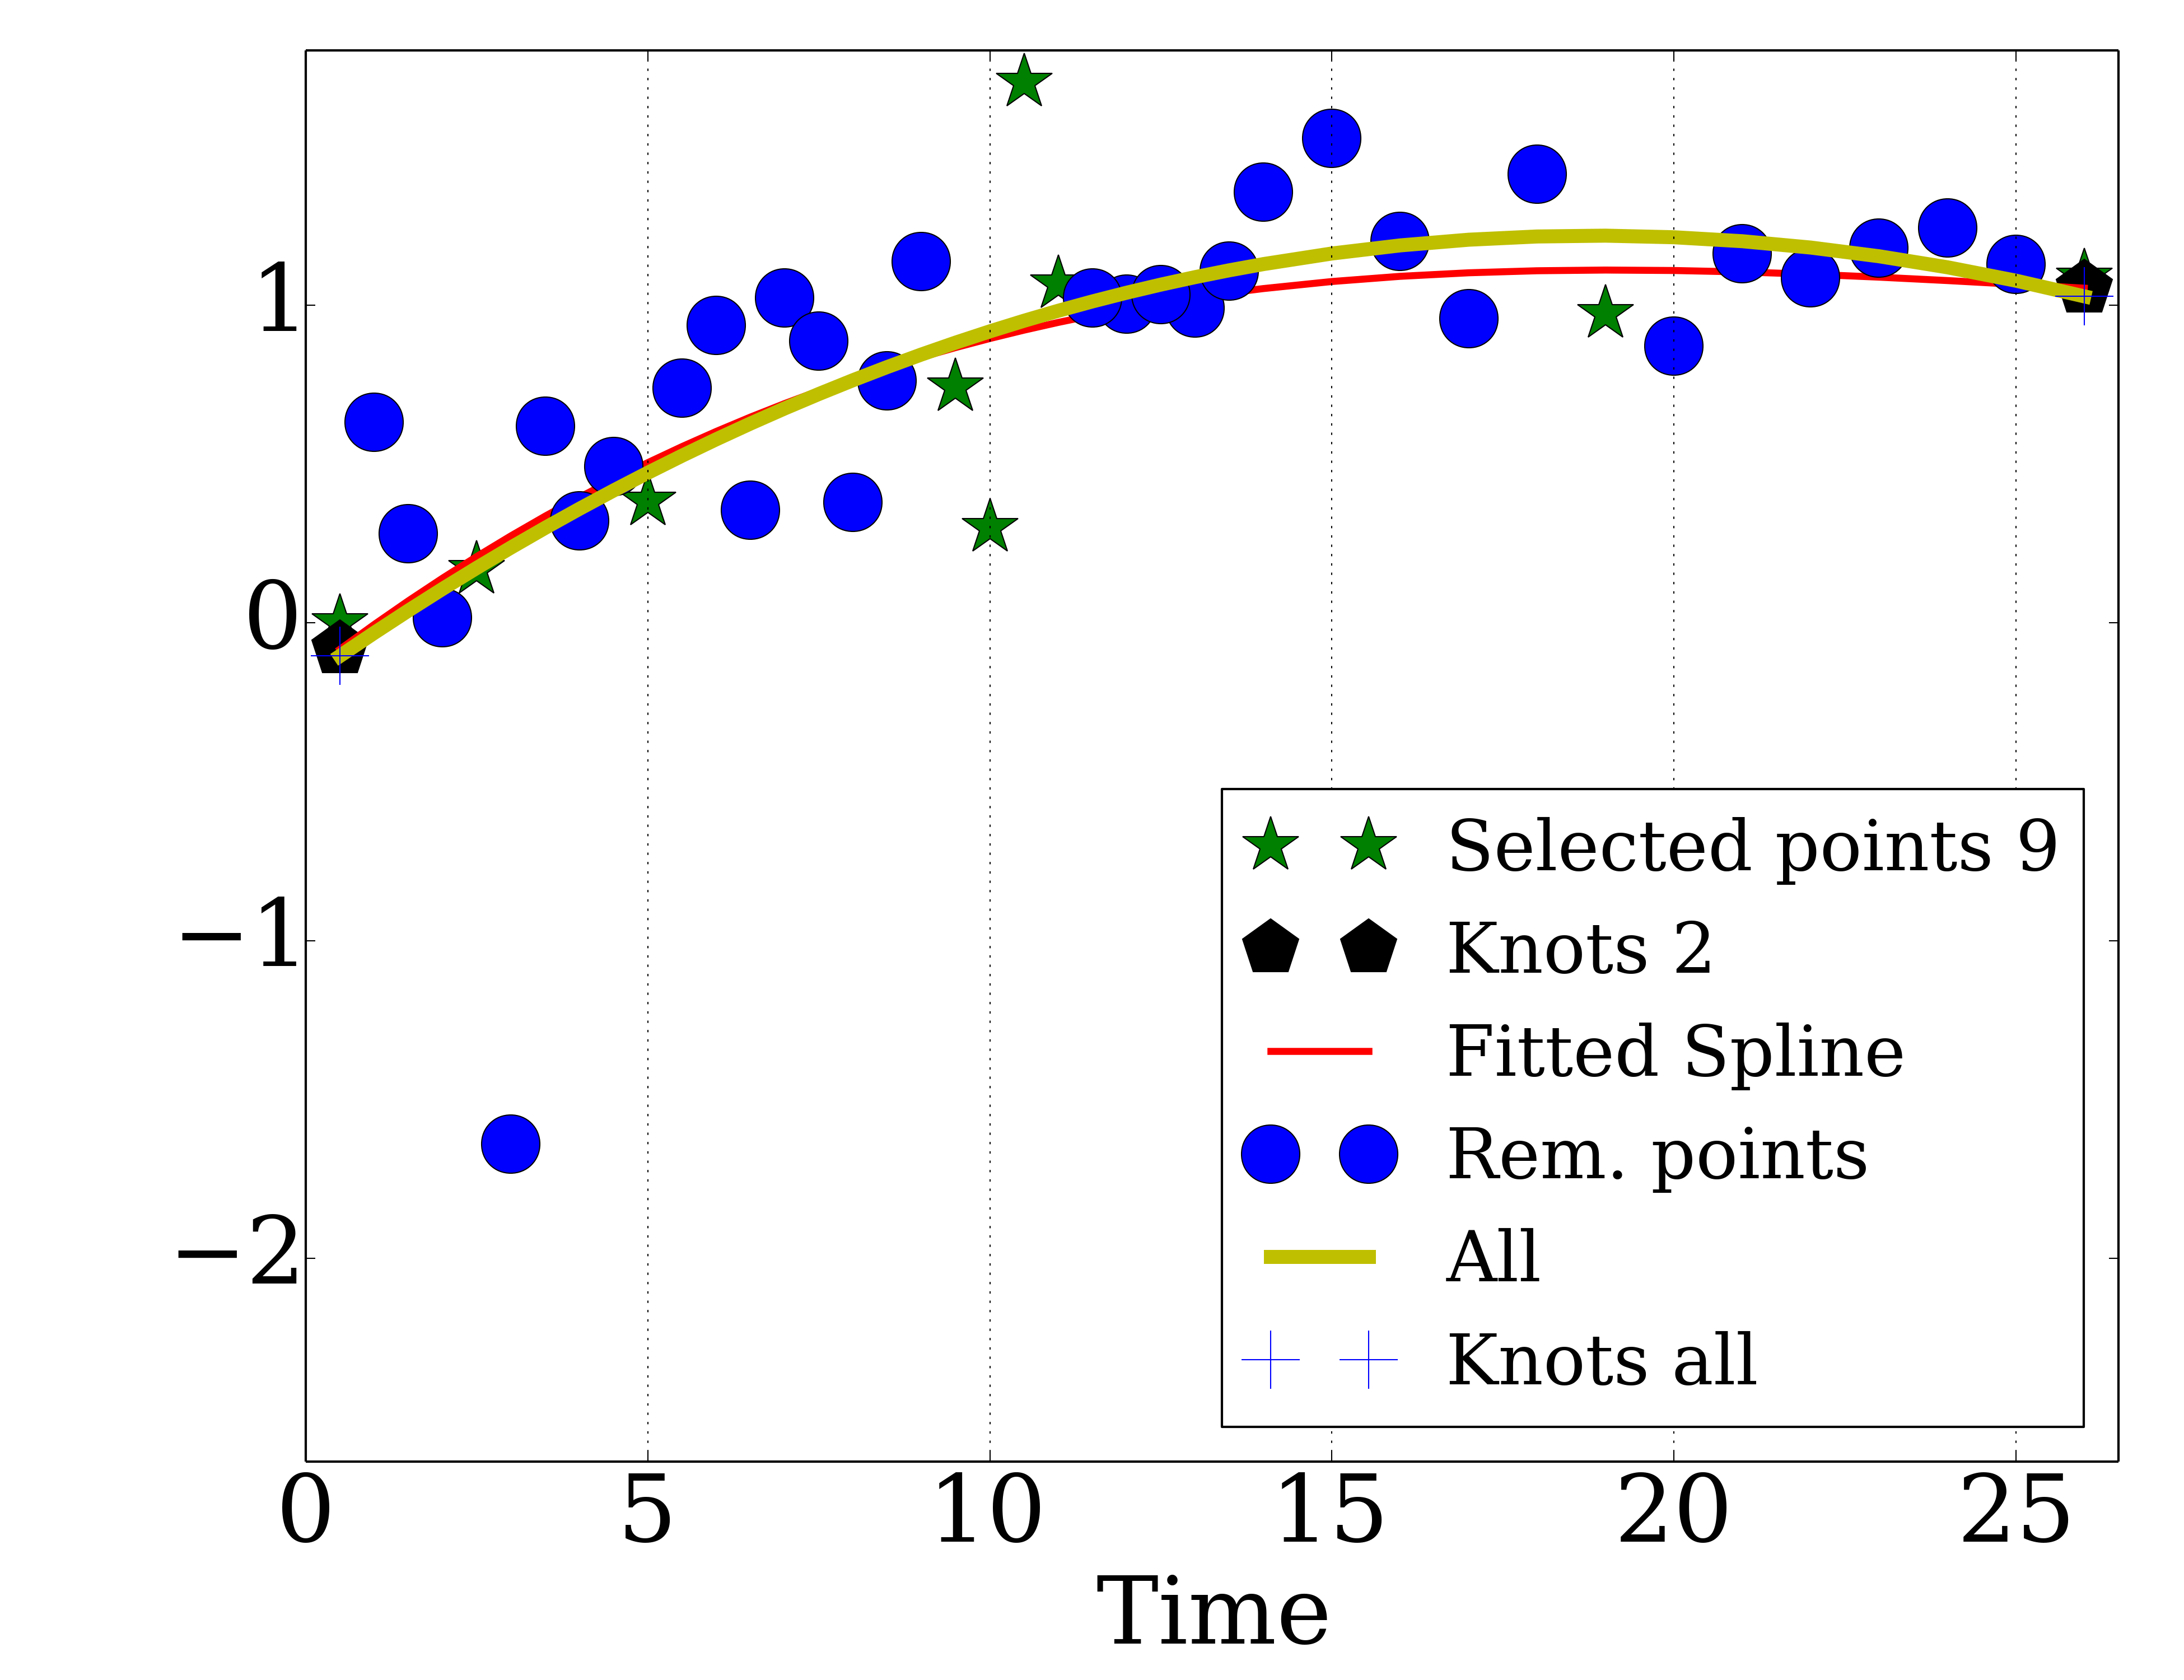 1
0
−1
−2
0 5 10 15 20 25
Time
Selected points 9
Knots 2
Fitted Spline
Rem. points
All
Knots all